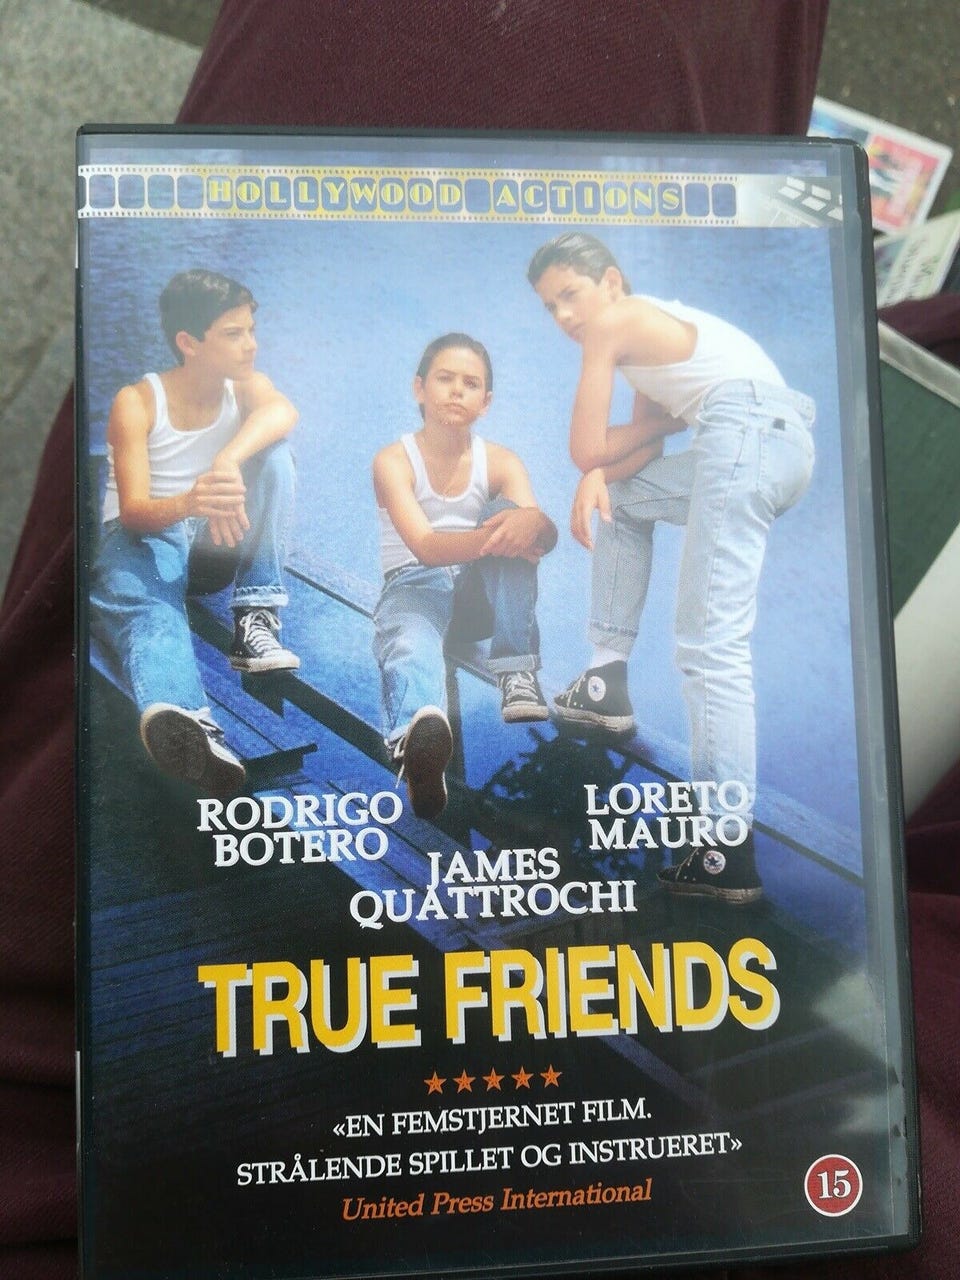 HOLLYWOOD ACTIONS
RODRIGO
BOTERO
LORETO
MAURO
JAMES
QUATTROCHI
TRUE FRIENDS
«EN FEMSTJERNET FILM.
STRÅLENDE SPILLET OG INSTRUERET»
United Press International
15